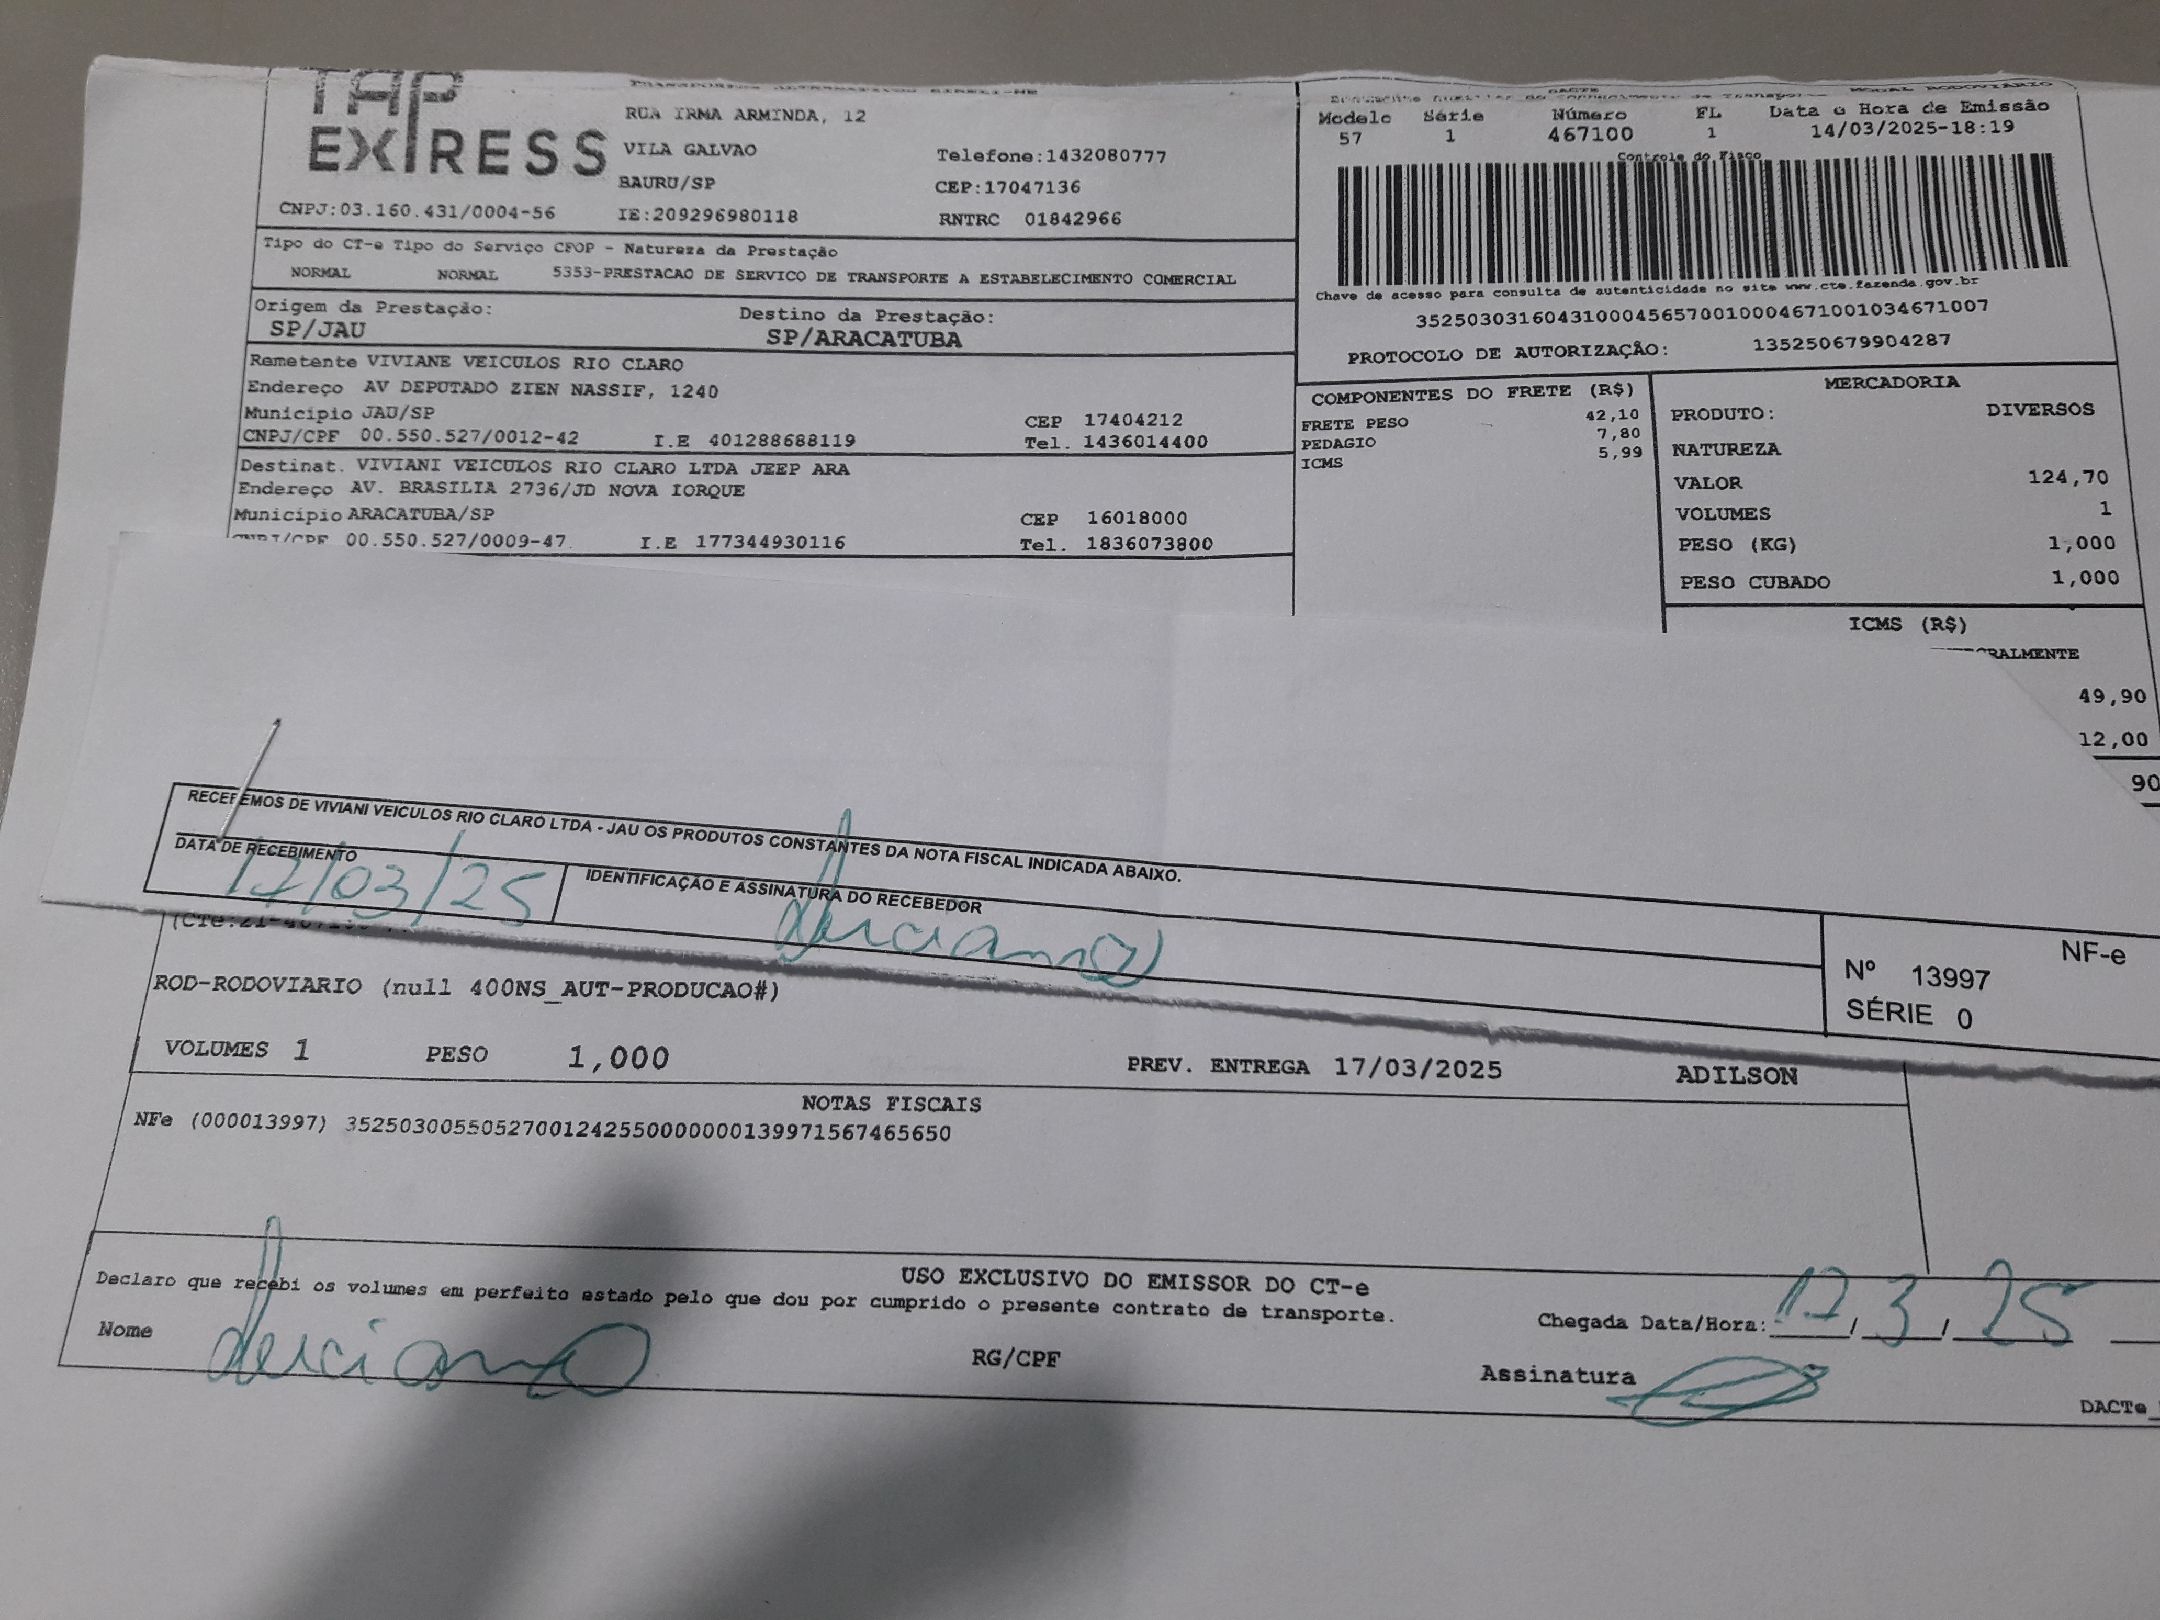 TAP
EXPRESS
RUA IRMA ARMINDA, 12
VILA GALVAO
Telefone:1432080777
BAURU/SP
CEP:17047136
CNPJ:03.160.431/0004-56
IE:209296980118
RNTRC 01842966
DACTE
MODAL RODOVIÁRIO
Modelo Série Número FL Data e Hora de Emissão
57 1 467100 1 14/03/2025-18:19
Controle do Fisco
Chave de acesso para consulta de autenticidade no site www.cte.fazenda.gov.br
35250303160431000456570010004671001034671007
PROTOCOLO DE AUTORIZAÇÃO: 135250679904287
Tipo do CT-e Tipo do Serviço CFOP - Natureza da Prestação
NORMAL NORMAL 5353-PRESTACAO DE SERVICO DE TRANSPORTE A ESTABELECIMENTO COMERCIAL
Origem da Prestação: Destino da Prestação:
SP/JAU SP/ARACATUBA
Remetente VIVIANE VEICULOS RIO CLARO
Endereço AV DEPUTADO ZIEN NASSIF, 1240
Município JAU/SP CEP 17404212
CNPJ/CPF 00.550.527/0012-42 I.E 401288688119 Tel. 1436014400
Destinat. VIVIANI VEICULOS RIO CLARO LTDA JEEP ARA
Endereço AV. BRASILIA 2736/JD NOVA IORQUE
Município ARACATUBA/SP CEP 16018000
CNPJ/CPF 00.550.527/0009-47 I.E 177344930116 Tel. 1836073800
COMPONENTES DO FRETE (R$)
FRETE PESO 42,10
PEDAGIO 7,80
ICMS 5,99
MERCADORIA
PRODUTO: DIVERSOS
NATUREZA
VALOR 124,70
VOLUMES 1
PESO (KG) 1,000
PESO CUBADO 1,000
ICMS (R$)
49,90
12,00
90
RECEBEMOS DE VIVIANI VEICULOS RIO CLARO LTDA - JAU OS PRODUTOS CONSTANTES DA NOTA FISCAL INDICADA ABAIXO.
DATA DE RECEBIMENTO
17/03/25
IDENTIFICAÇÃO E ASSINATURA DO RECEBEDOR
NF-e
Nº 13997
SÉRIE 0
ROD-RODOVIARIO (null 400NS_AUT-PRODUCAO#)
VOLUMES 1 PESO 1,000 PREV. ENTREGA 17/03/2025 ADILSON
NOTAS FISCAIS
NFe (000013997) 35250300550527001242550000000139971567465650
USO EXCLUSIVO DO EMISSOR DO CT-e
Declaro que recebi os volumes em perfeito estado pelo que dou por cumprido o presente contrato de transporte.
Nome RG/CPF
Chegada Data/Hora: 17/3/25
Assinatura
DACTe_